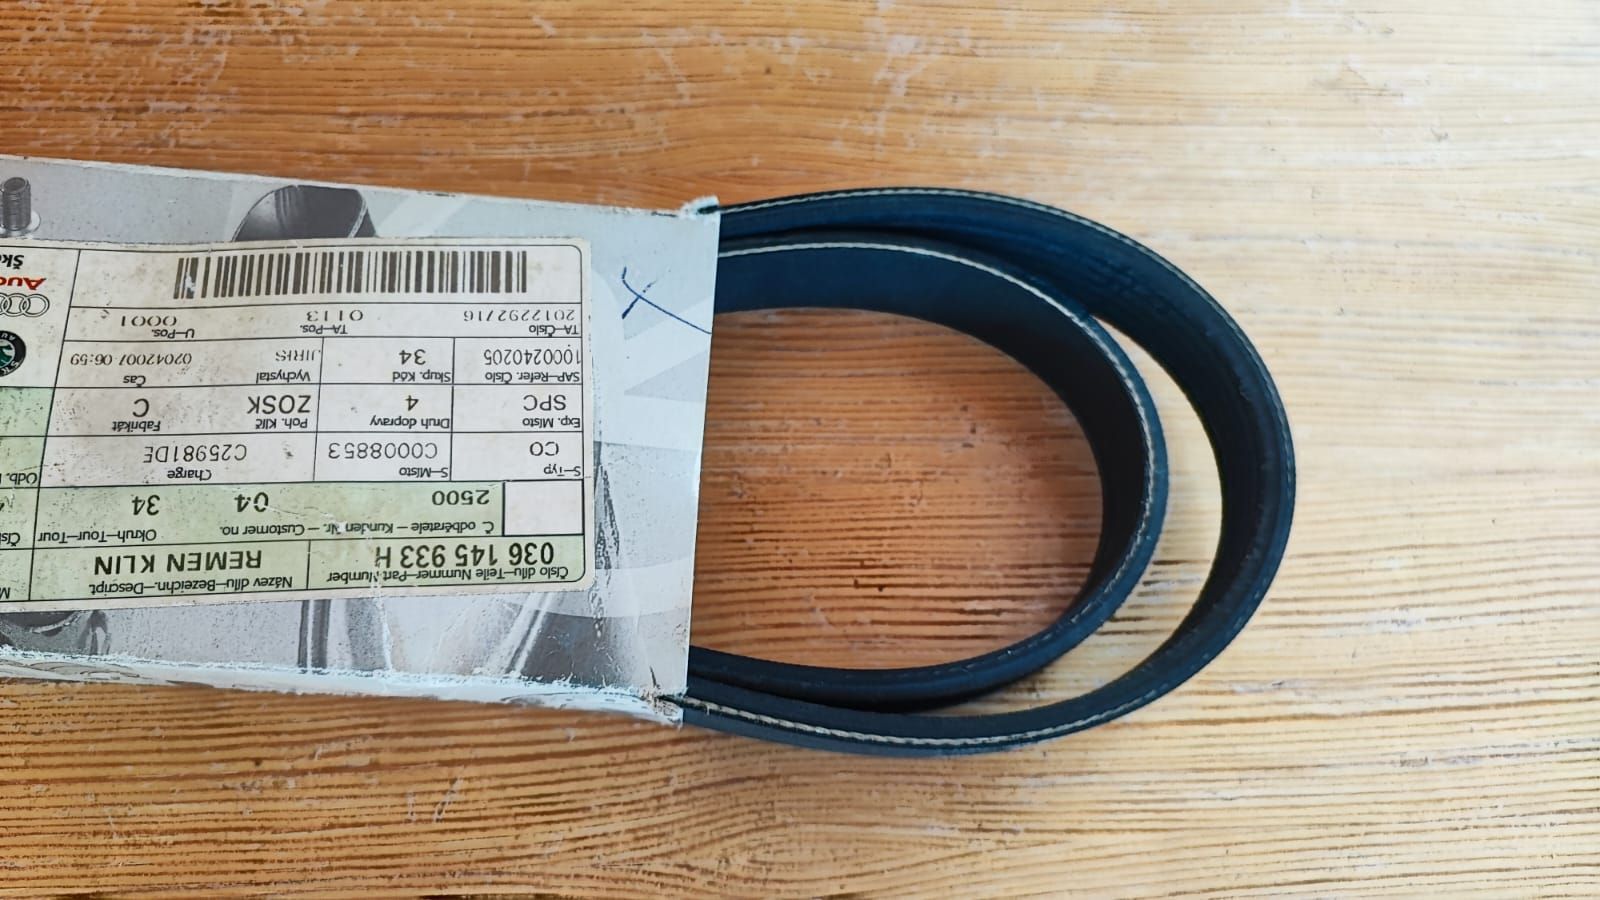 Číslo dílu–Teile Nummer–Part Number
Název dílu–Bezeichn.–Descript.
036 145 933 H
REMEN KLIN
Č. odběratele – Kunden Nr. – Customer no.
Okruh–Tour–Tour
2500
04
34
S–Typ
S–Místo
Charge
CO
C0008853
C25981DE
Exp. Místo
Druh dopravy
Poh. Klíč
Fabrikát
SPC
4
ZOSK
C
SAP–Refer. Číslo
Skup. Kód
Vychystal
Čas
1000240205
34
JIRIS
02042007 06:59
TA–Číslo
TA–Pos.
U–Pos.
2012292716
0113
0001